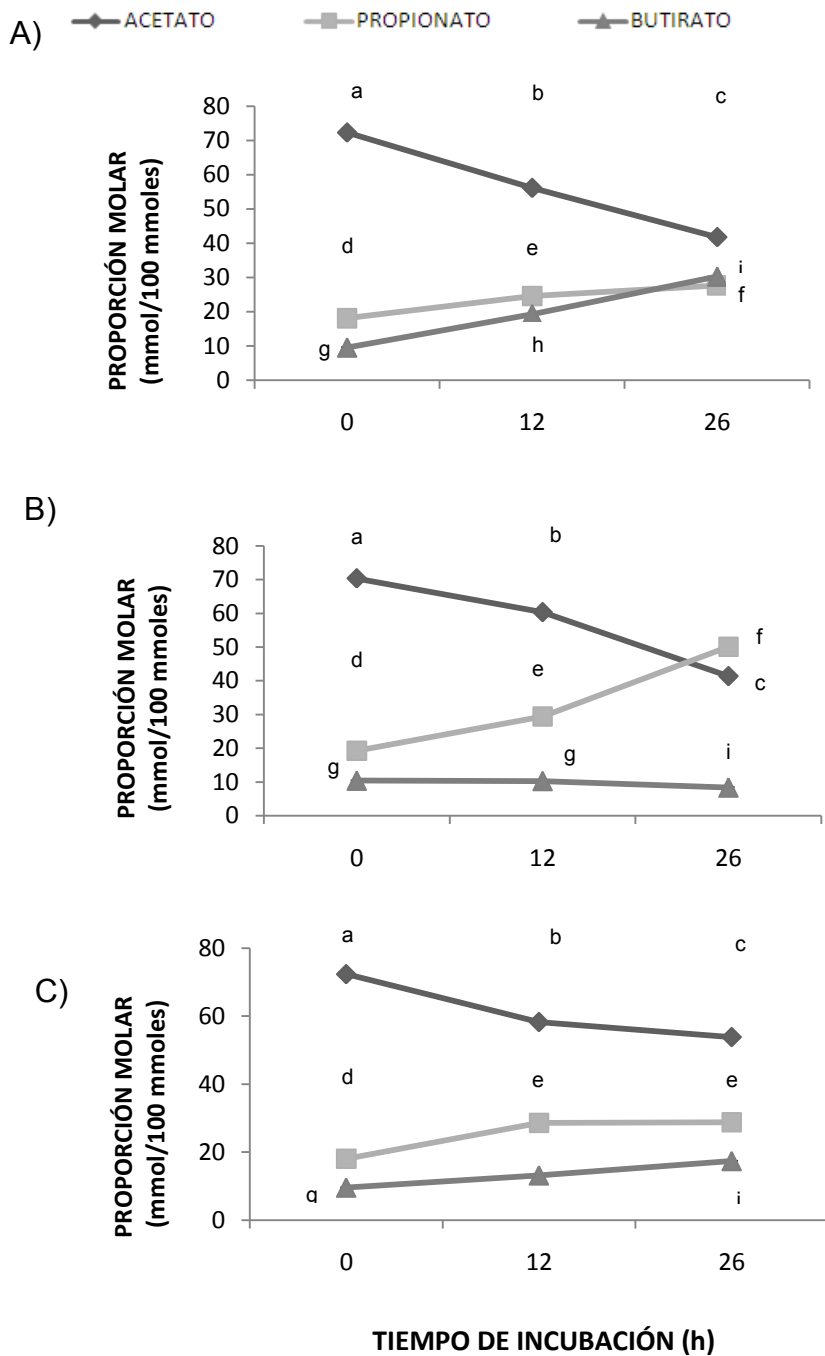 ACETATO PROPIONATO BUTIRATO
A)
a b c
80
70
60
50
40
30
20
10
0
d e
i
f
g h
0 12 26
PROPORCIÓN MOLAR
(mmol/100 mmoles)
B)
a b
80
70
60
50
40
30
20
10
0
f
d e
c
g g i
0 12 26
PROPORCIÓN MOLAR
(mmol/100 mmoles)
C)
a b c
80
60
40
20
0
d e e
g i
0 12 26
PROPORCIÓN MOLAR
(mmol/100 mmoles)
TIEMPO DE INCUBACIÓN (h)